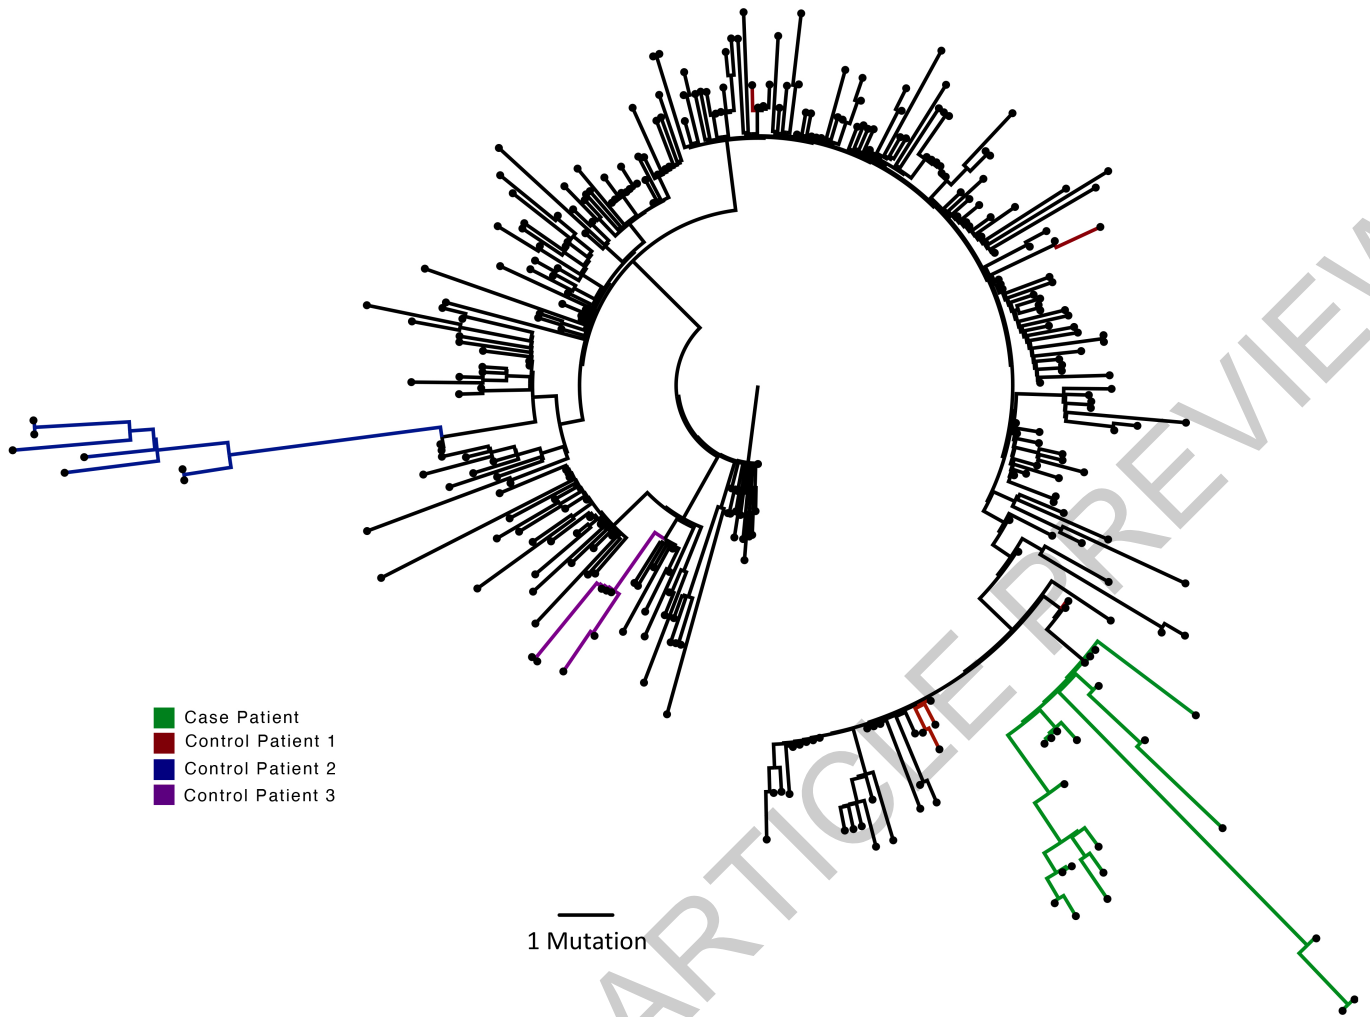 Case Patient
Control Patient 1
Control Patient 2
Control Patient 3
1 Mutation
ARTICLE PREVIEW